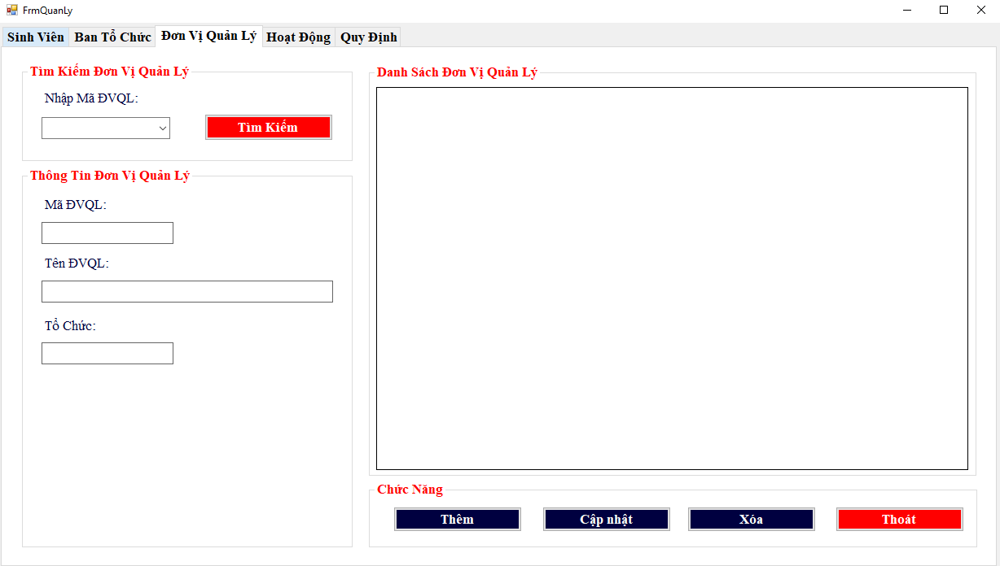 FrmQuanLy
Sinh Viên Ban Tổ Chức Đơn Vị Quản Lý Hoạt Động Quy Định
Tìm Kiếm Đơn Vị Quản Lý
Nhập Mã ĐVQL:
Tìm Kiếm
Thông Tin Đơn Vị Quản Lý
Mã ĐVQL:
Tên ĐVQL:
Tổ Chức:
Danh Sách Đơn Vị Quản Lý
Chức Năng
Thêm Cập nhật Xóa Thoát